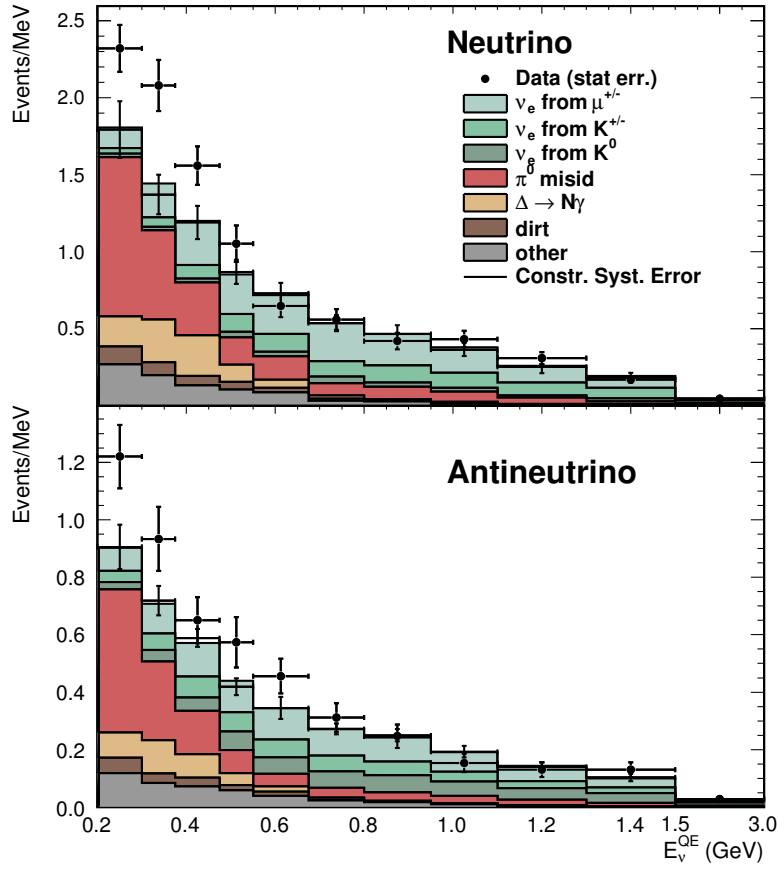 Events/MeV
2.5
2.0
1.5
1.0
0.5
Neutrino
Data (stat err.)
νe from μ+/-
νe from K+/-
νe from K0
π0 misid
Δ → Nγ
dirt
other
Constr. Syst. Error
Events/MeV
1.2
1.0
0.8
0.6
0.4
0.2
0.0
Antineutrino
0.2 0.4 0.6 0.8 1.0 1.2 1.4 1.5 3.0
EνQE (GeV)